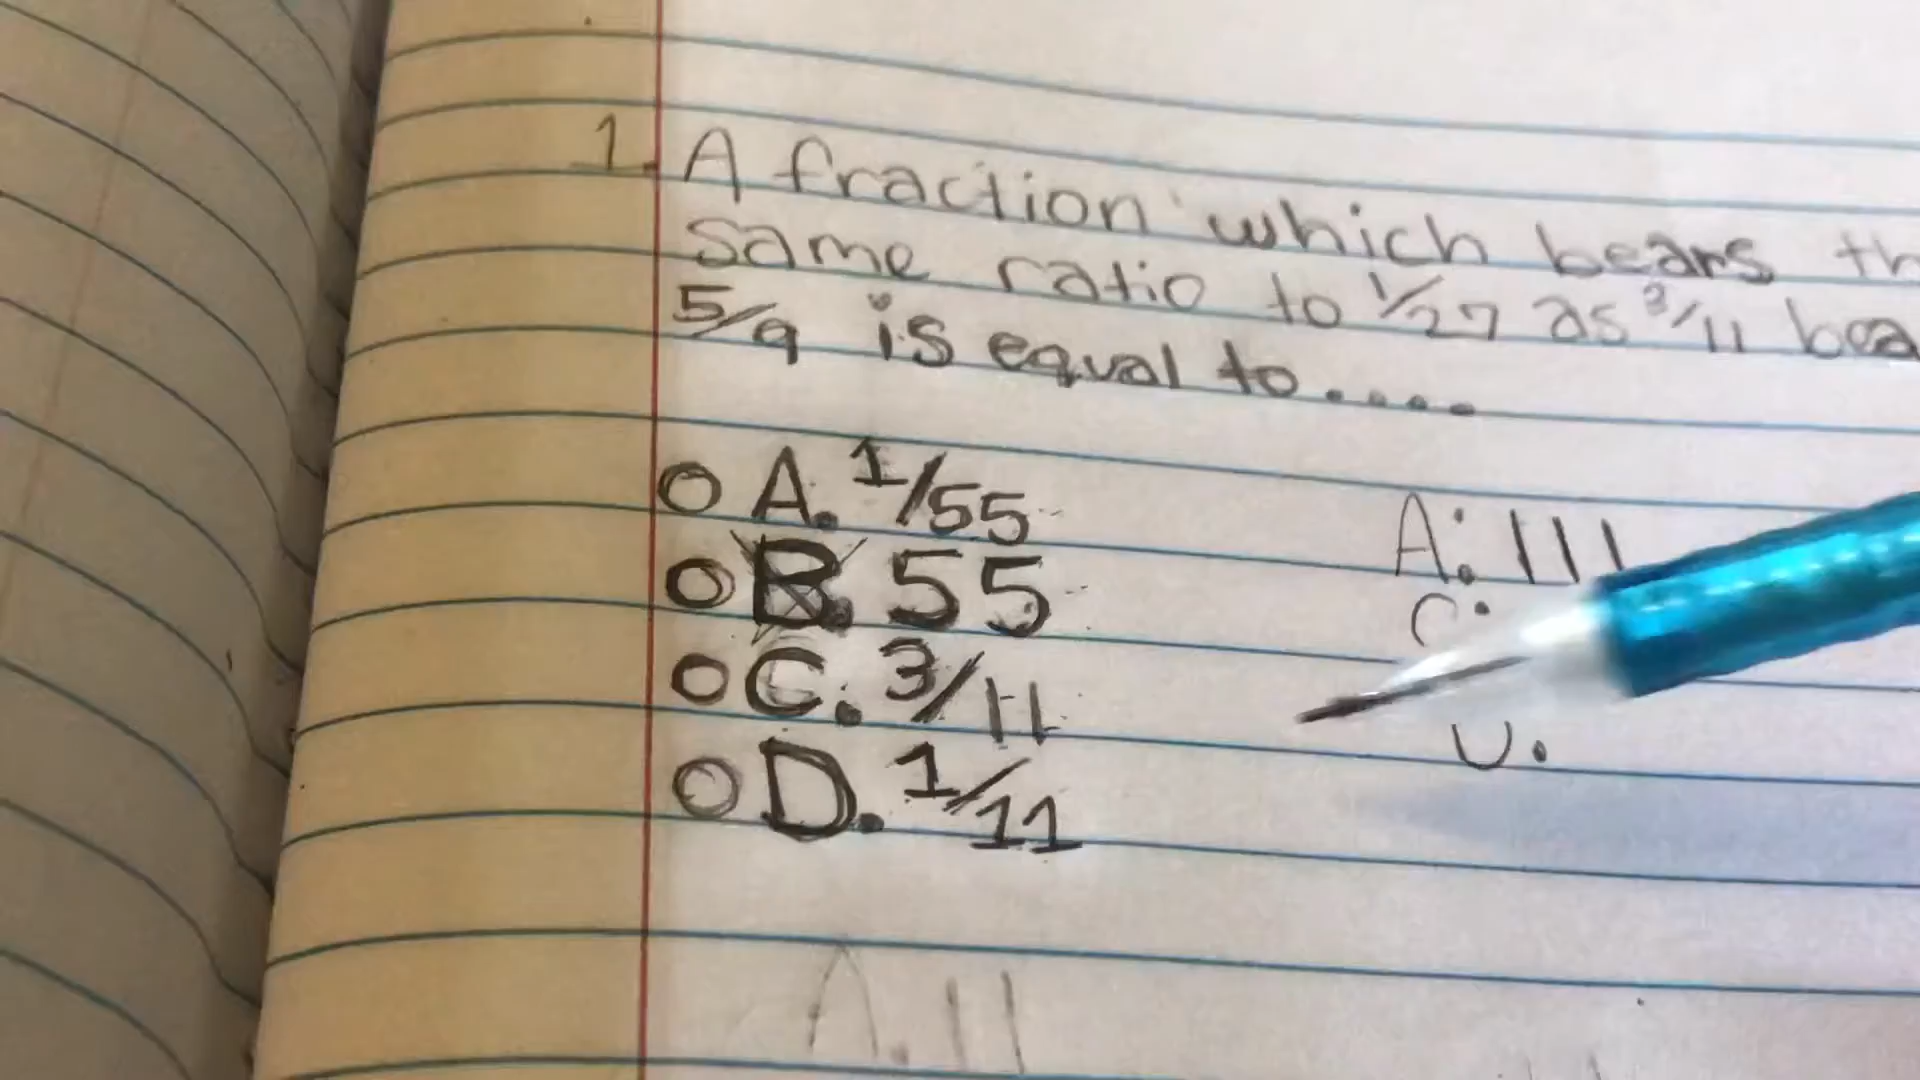 1. A fraction which bears th
same ratio to 1/27 as 3/11 bea
5/9 is equal to....
A. 1/55
B. 55
C. 3/11
D. 1/11
A: III
C:
D.